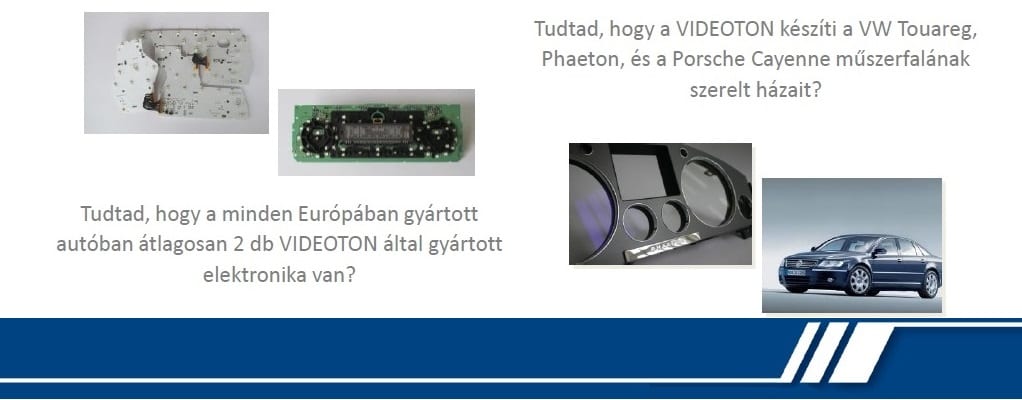 Tudtad, hogy a VIDEOTON készíti a VW Touareg,
Phaeton, és a Porsche Cayenne műszerfalának
szerelt házait?
Tudtad, hogy a minden Európában gyártott
autóban átlagosan 2 db VIDEOTON által gyártott
elektronika van?